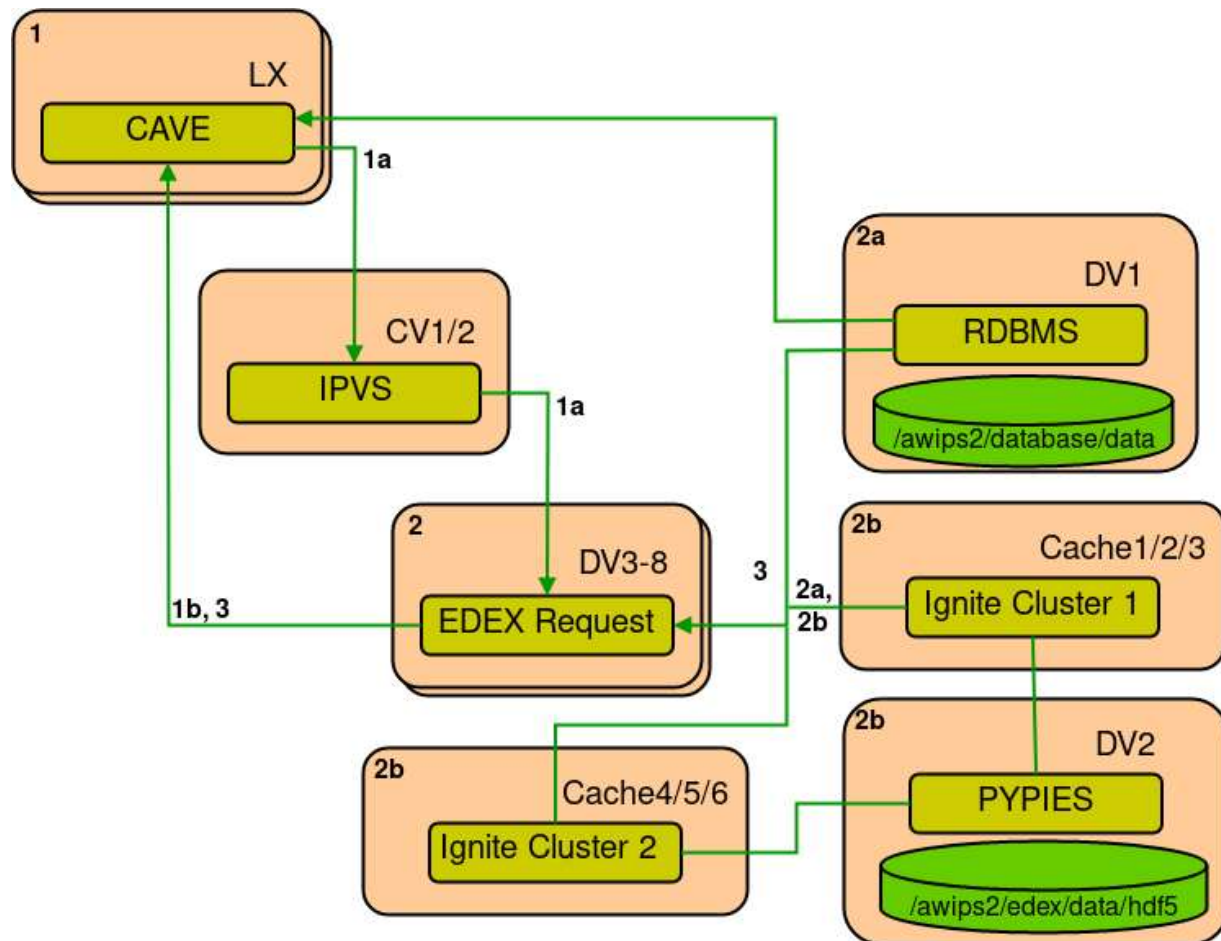 1
LX
CAVE
1a
2a
DV1
RDBMS
/awips2/database/data
CV1/2
IPVS
1a
2
DV3-8
EDEX Request
1b, 3
3
2a,
2b
2b
Cache1/2/3
Ignite Cluster 1
2b
DV2
PYPIES
/awips2/edex/data/hdf5
2b
Cache4/5/6
Ignite Cluster 2